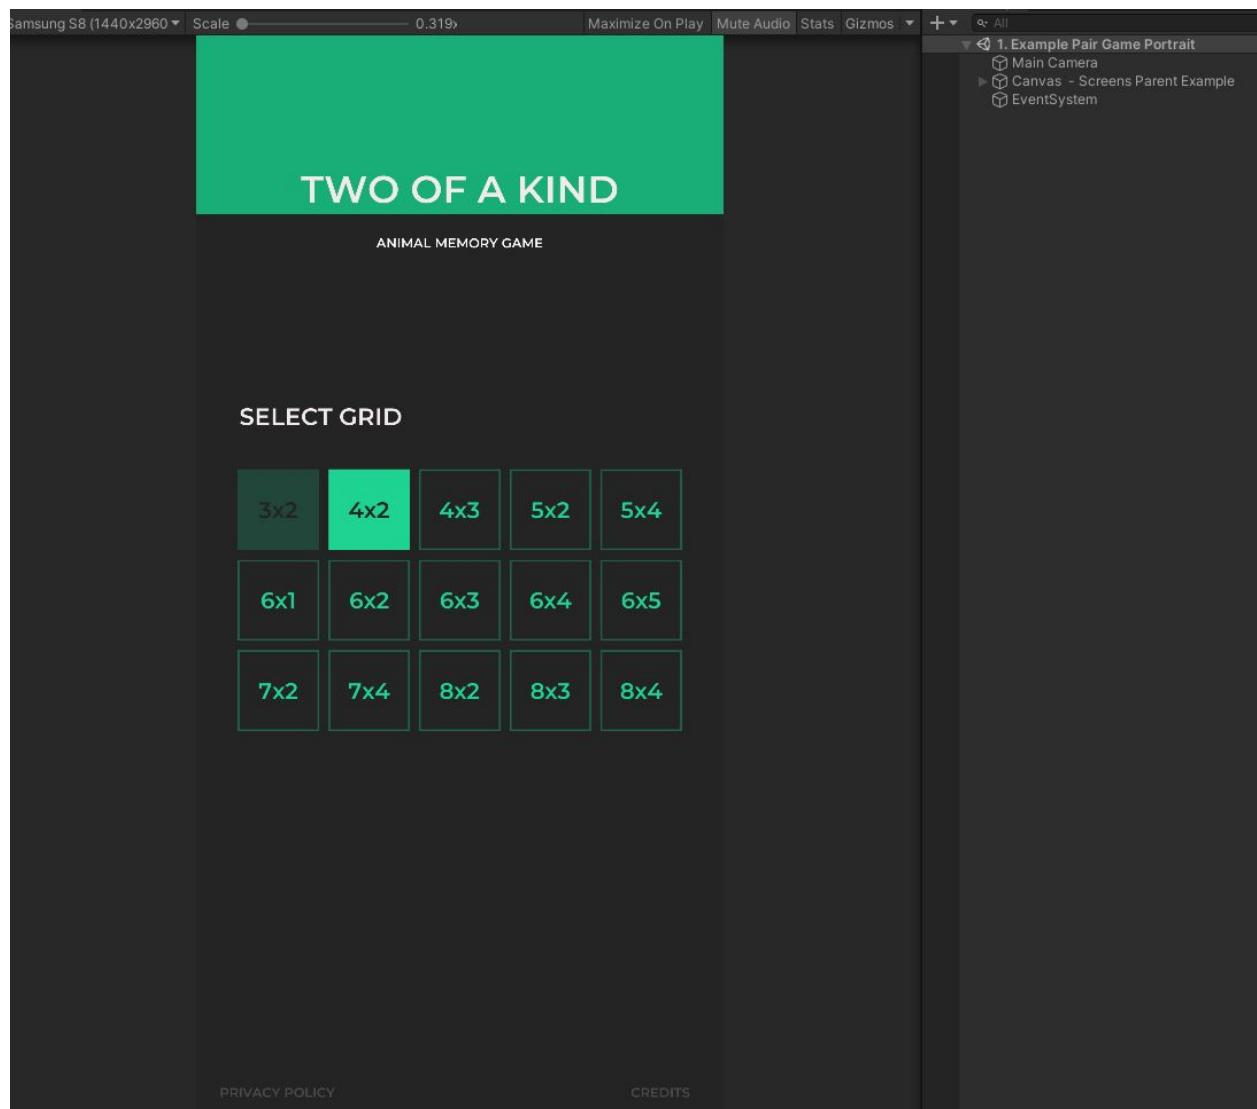 Samsung S8 (1440x2960 Scale 0.319x Maximize On Play Mute Audio Stats Gizmos All
1. Example Pair Game Portrait
Main Camera
Canvas - Screens Parent Example
EventSystem
TWO OF A KIND
ANIMAL MEMORY GAME
SELECT GRID
3x2 4x2 4x3 5x2 5x4
6x1 6x2 6x3 6x4 6x5
7x2 7x4 8x2 8x3 8x4
PRIVACY POLICY CREDITS